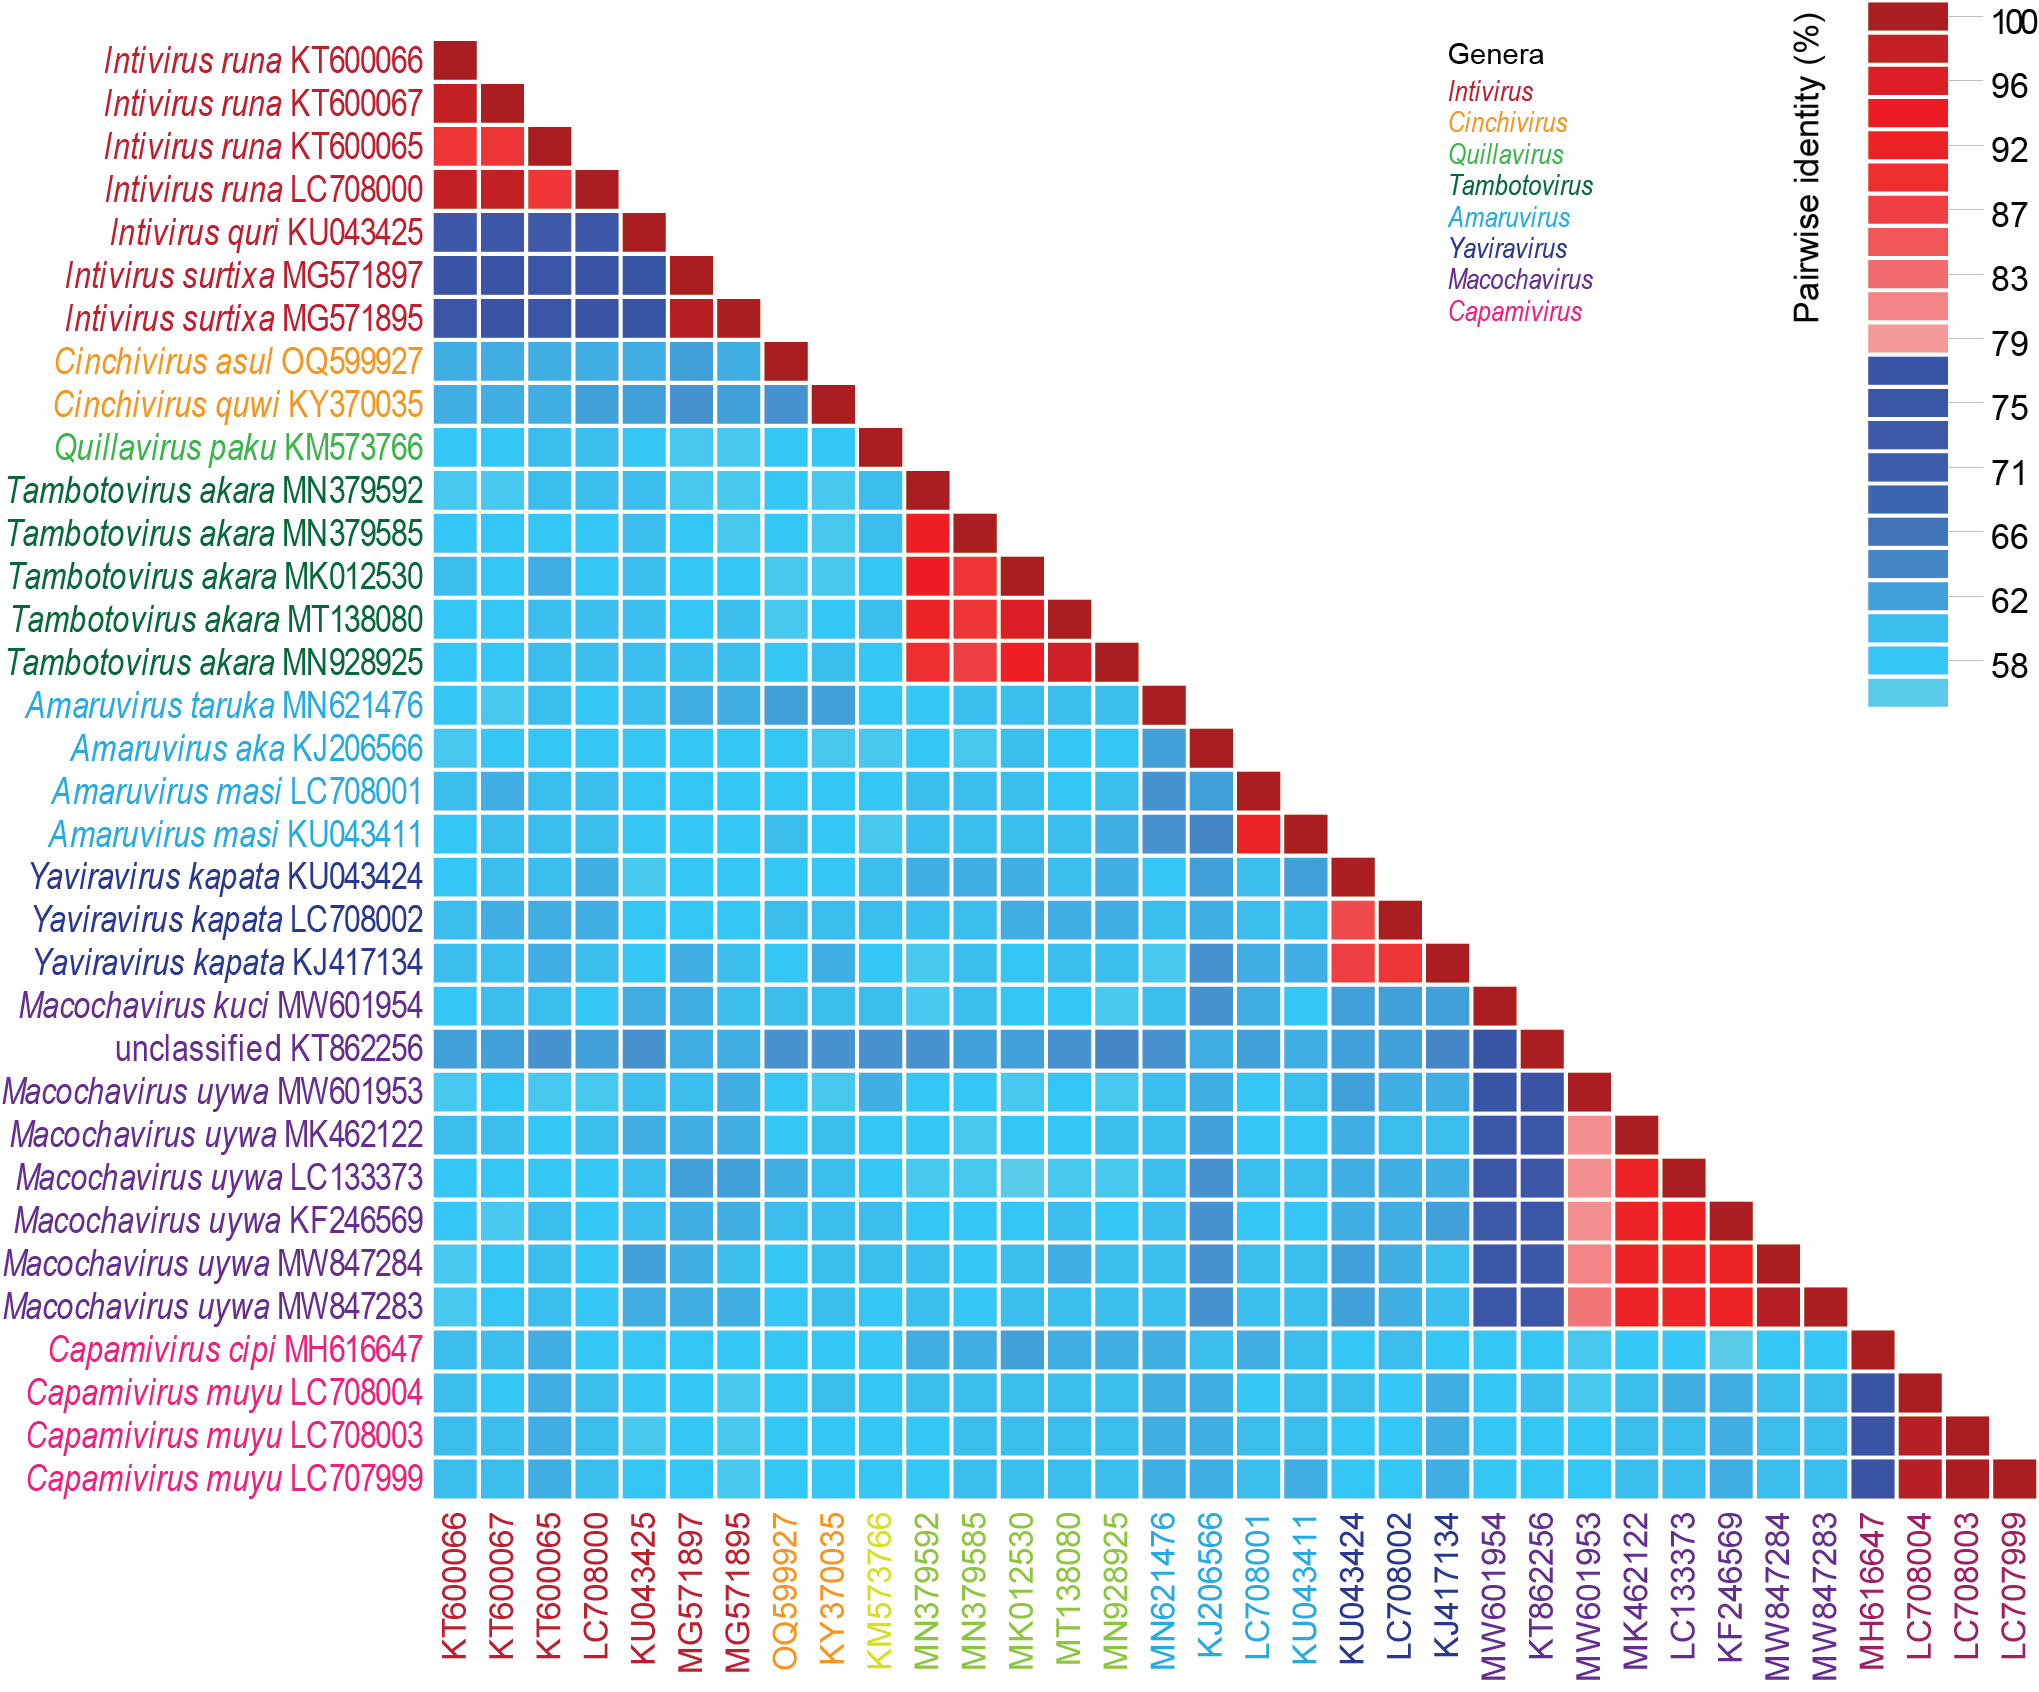 Intivirus runa KT600066
Intivirus runa KT600067
Intivirus runa KT600065
Intivirus runa LC708000
Intivirus quri KU043425
Intivirus surtixa MG571897
Intivirus surtixa MG571895
Cinchivirus asul OQ599927
Cinchivirus quwi KY370035
Quillavirus paku KM573766
Tambotovirus akara MN379592
Tambotovirus akara MN379585
Tambotovirus akara MK012530
Tambotovirus akara MT138080
Tambotovirus akara MN928925
Amaruvirus taruka MN621476
Amaruvirus aka KJ206566
Amaruvirus masi LC708001
Amaruvirus masi KU043411
Yaviravirus kapata KU043424
Yaviravirus kapata LC708002
Yaviravirus kapata KJ417134
Macochavirus kuci MW601954
unclassified KT862256
Macochavirus uywa MW601953
Macochavirus uywa MK462122
Macochavirus uywa LC133373
Macochavirus uywa KF246569
Macochavirus uywa MW847284
Macochavirus uywa MW847283
Capamivirus cipi MH616647
Capamivirus muyu LC708004
Capamivirus muyu LC708003
Capamivirus muyu LC707999
KT600066
KT600067
KT600065
LC708000
KU043425
MG571897
MG571895
OQ599927
KY370035
KM573766
MN379592
MN379585
MK012530
MT138080
MN928925
MN621476
KJ206566
LC708001
KU043411
KU043424
LC708002
KJ417134
MW601954
KT862256
MW601953
MK462122
LC133373
KF246569
MW847284
MW847283
MH616647
LC708004
LC708003
LC707999
Genera
Intivirus
Cinchivirus
Quillavirus
Tambotovirus
Amaruvirus
Yaviravirus
Macochavirus
Capamivirus
Pairwise identity (%)
100
96
92
87
83
79
75
71
66
62
58